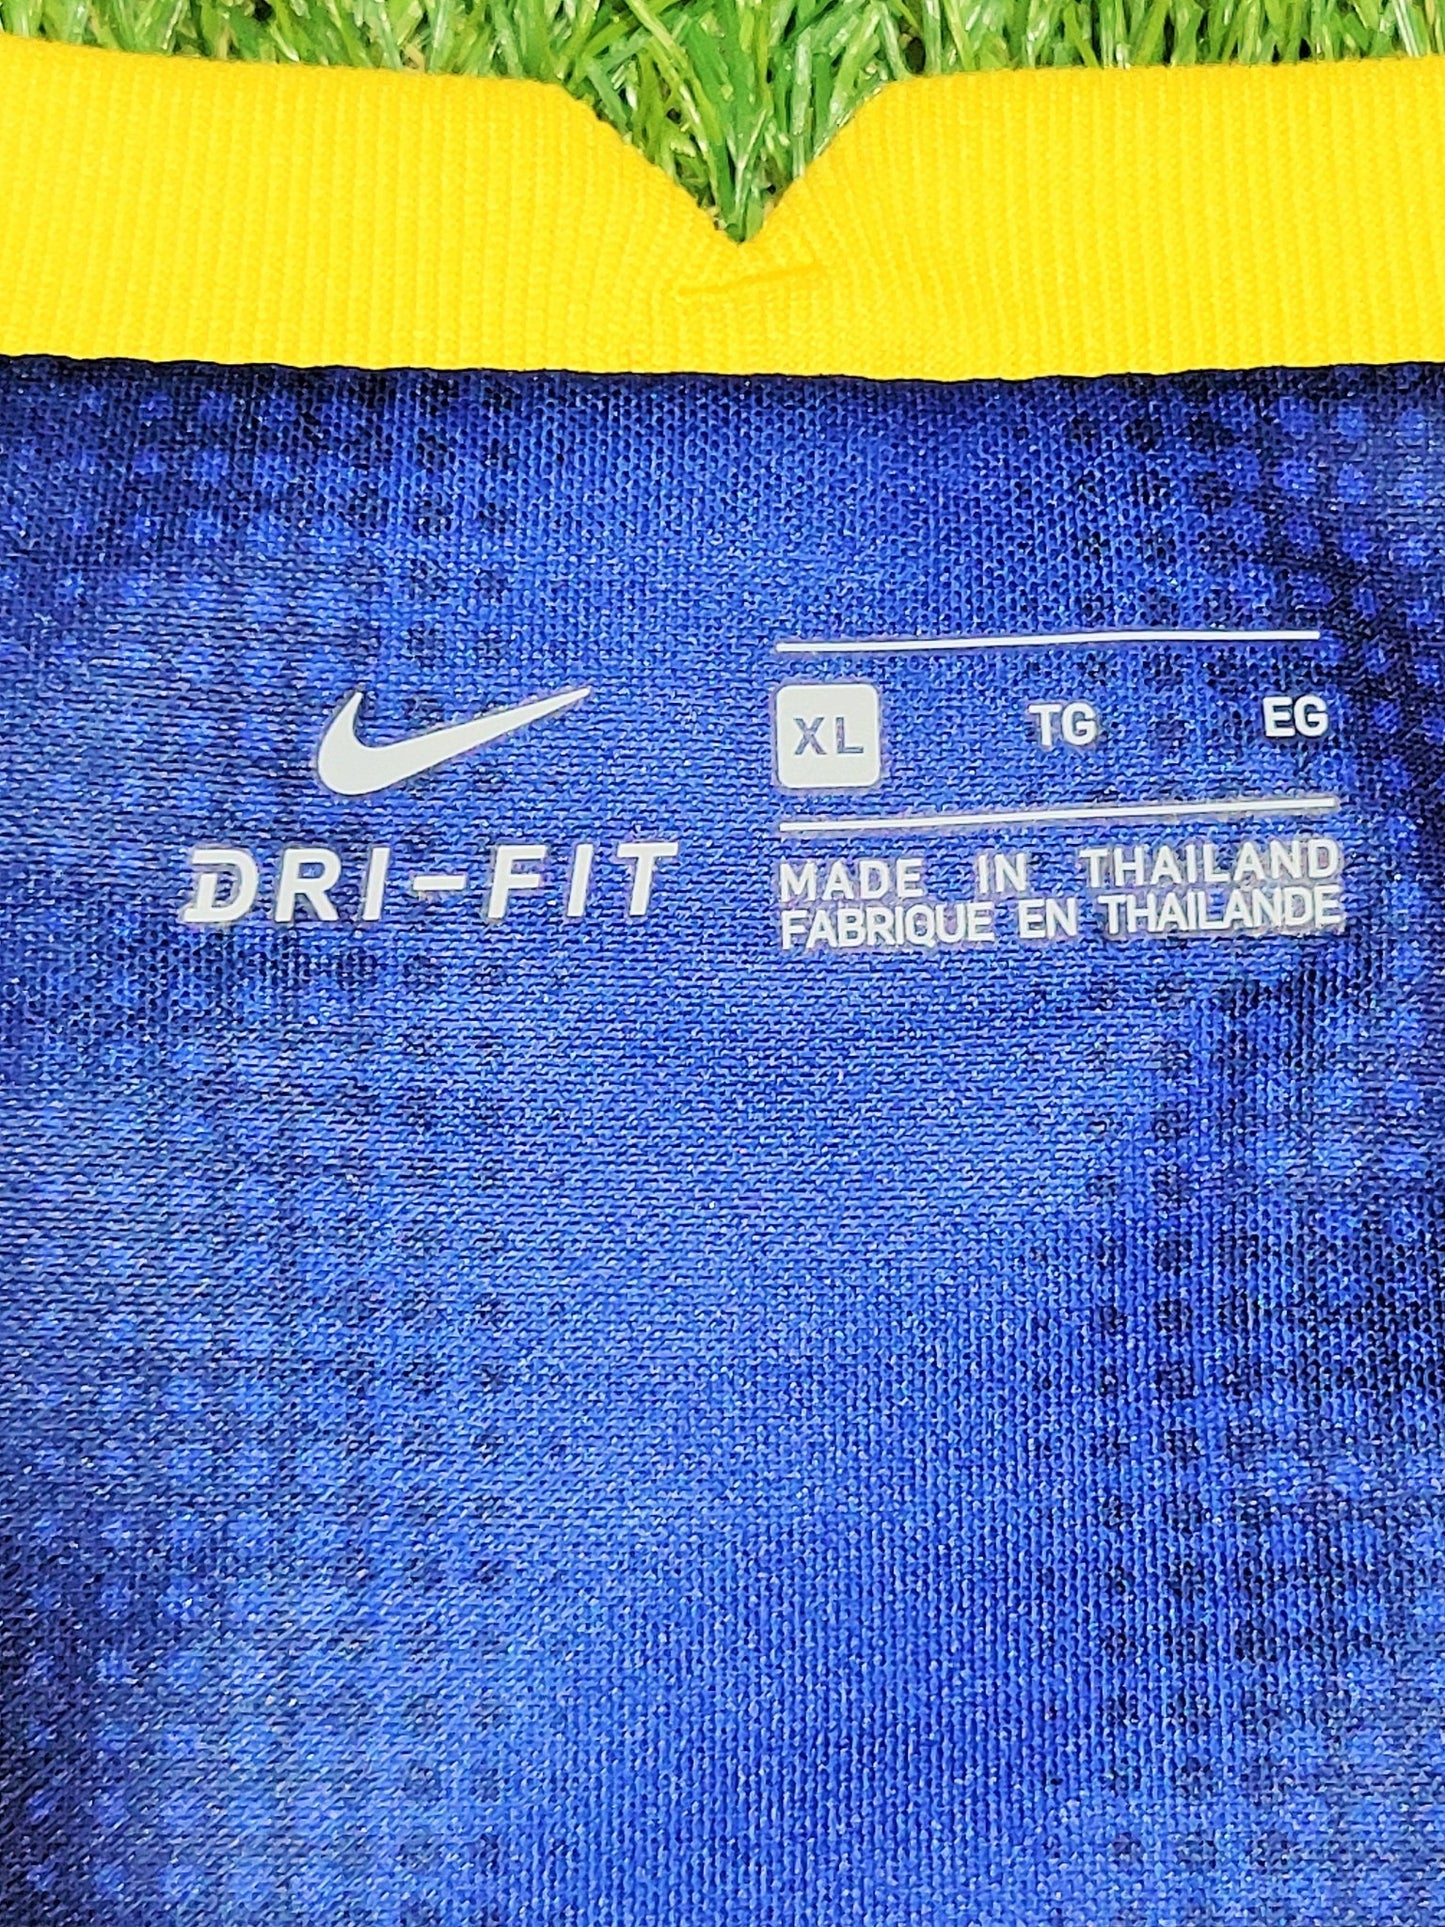 DRI-FIT
XL TG EG
MADE IN THAILAND
FABRIQUE EN THAILANDE